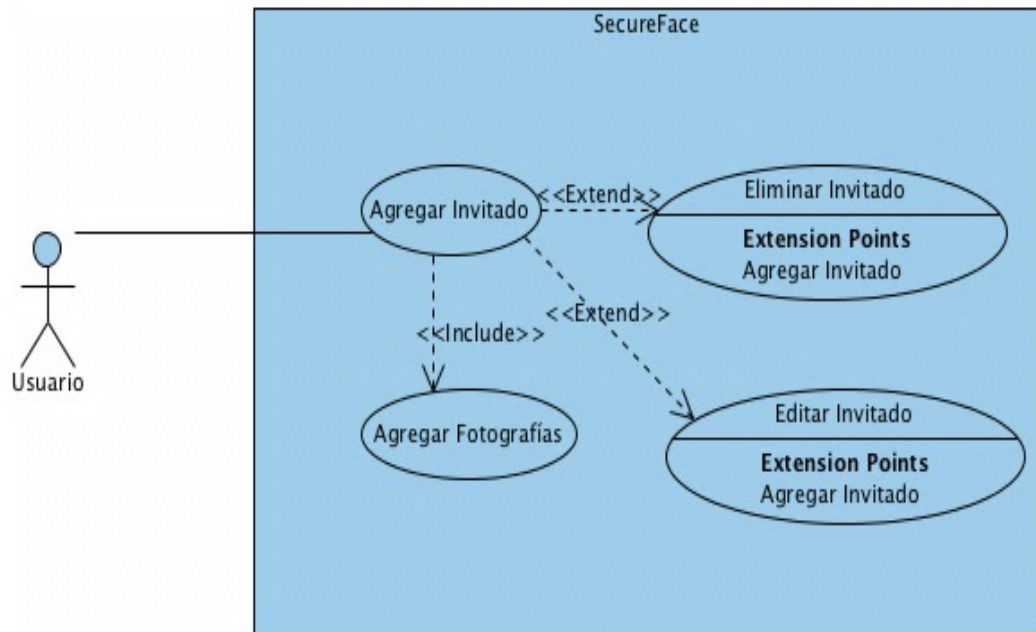 SecureFace
Agregar Invitado
<<Extend>>
Eliminar Invitado
Extension Points
Agregar Invitado
<<Extend>>
<<Include>>
Usuario
Agregar Fotografías
Editar Invitado
Extension Points
Agregar Invitado